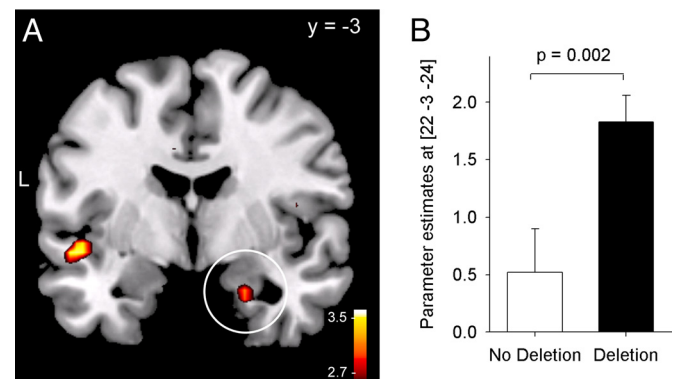 A
y = -3
L
3.5
2.7
B
p = 0.002
Parameter estimates at [22 -3 -24]
2.0
1.5
1.0
0.5
0.0
No Deletion Deletion